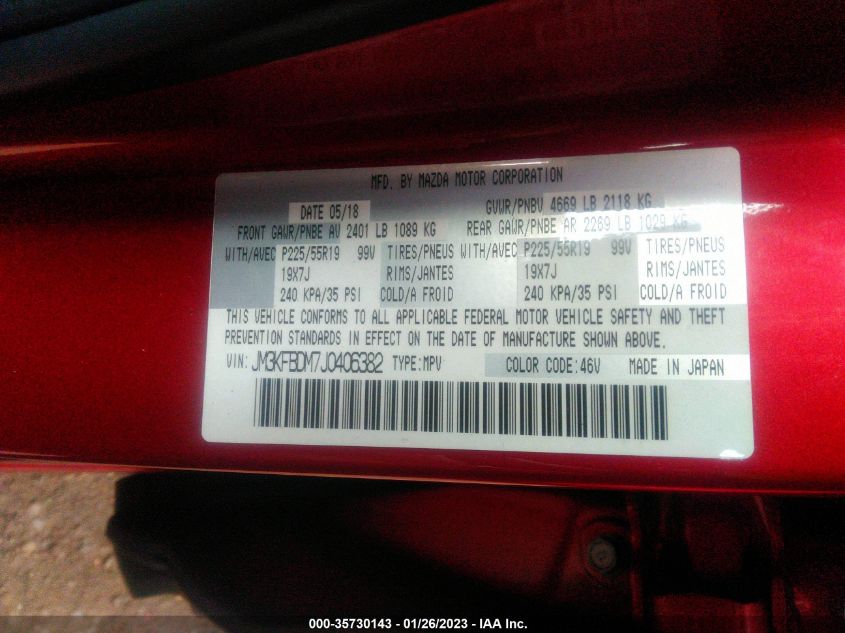 MFD. BY MAZDA MOTOR CORPORATION
DATE 05/18 GVWR/PNBV 4669 LB 2118 KG
FRONT GAWR/PNBE AV 2401 LB 1089 KG REAR GAWR/PNBE AR 2269 LB 1029 KG
WITH/AVEC P225/55R19 99V TIRES/PNEUS WITH/AVEC P225/55R19 99V TIRES/PNEUS
19X7J RIMS/JANTES 19X7J RIMS/JANTES
240 KPA/35 PSI COLD/A FROID 240 KPA/35 PSI COLD/A FROID
THIS VEHICLE CONFORMS TO ALL APPLICABLE FEDERAL MOTOR VEHICLE SAFETY AND THEFT
PREVENTION STANDARDS IN EFFECT ON THE DATE OF MANUFACTURE SHOWN ABOVE.
VIN: JM3KFBDM7J0406382 TYPE:MPV COLOR CODE:46V MADE IN JAPAN
000-35730143 - 01/26/2023 - IAA Inc.